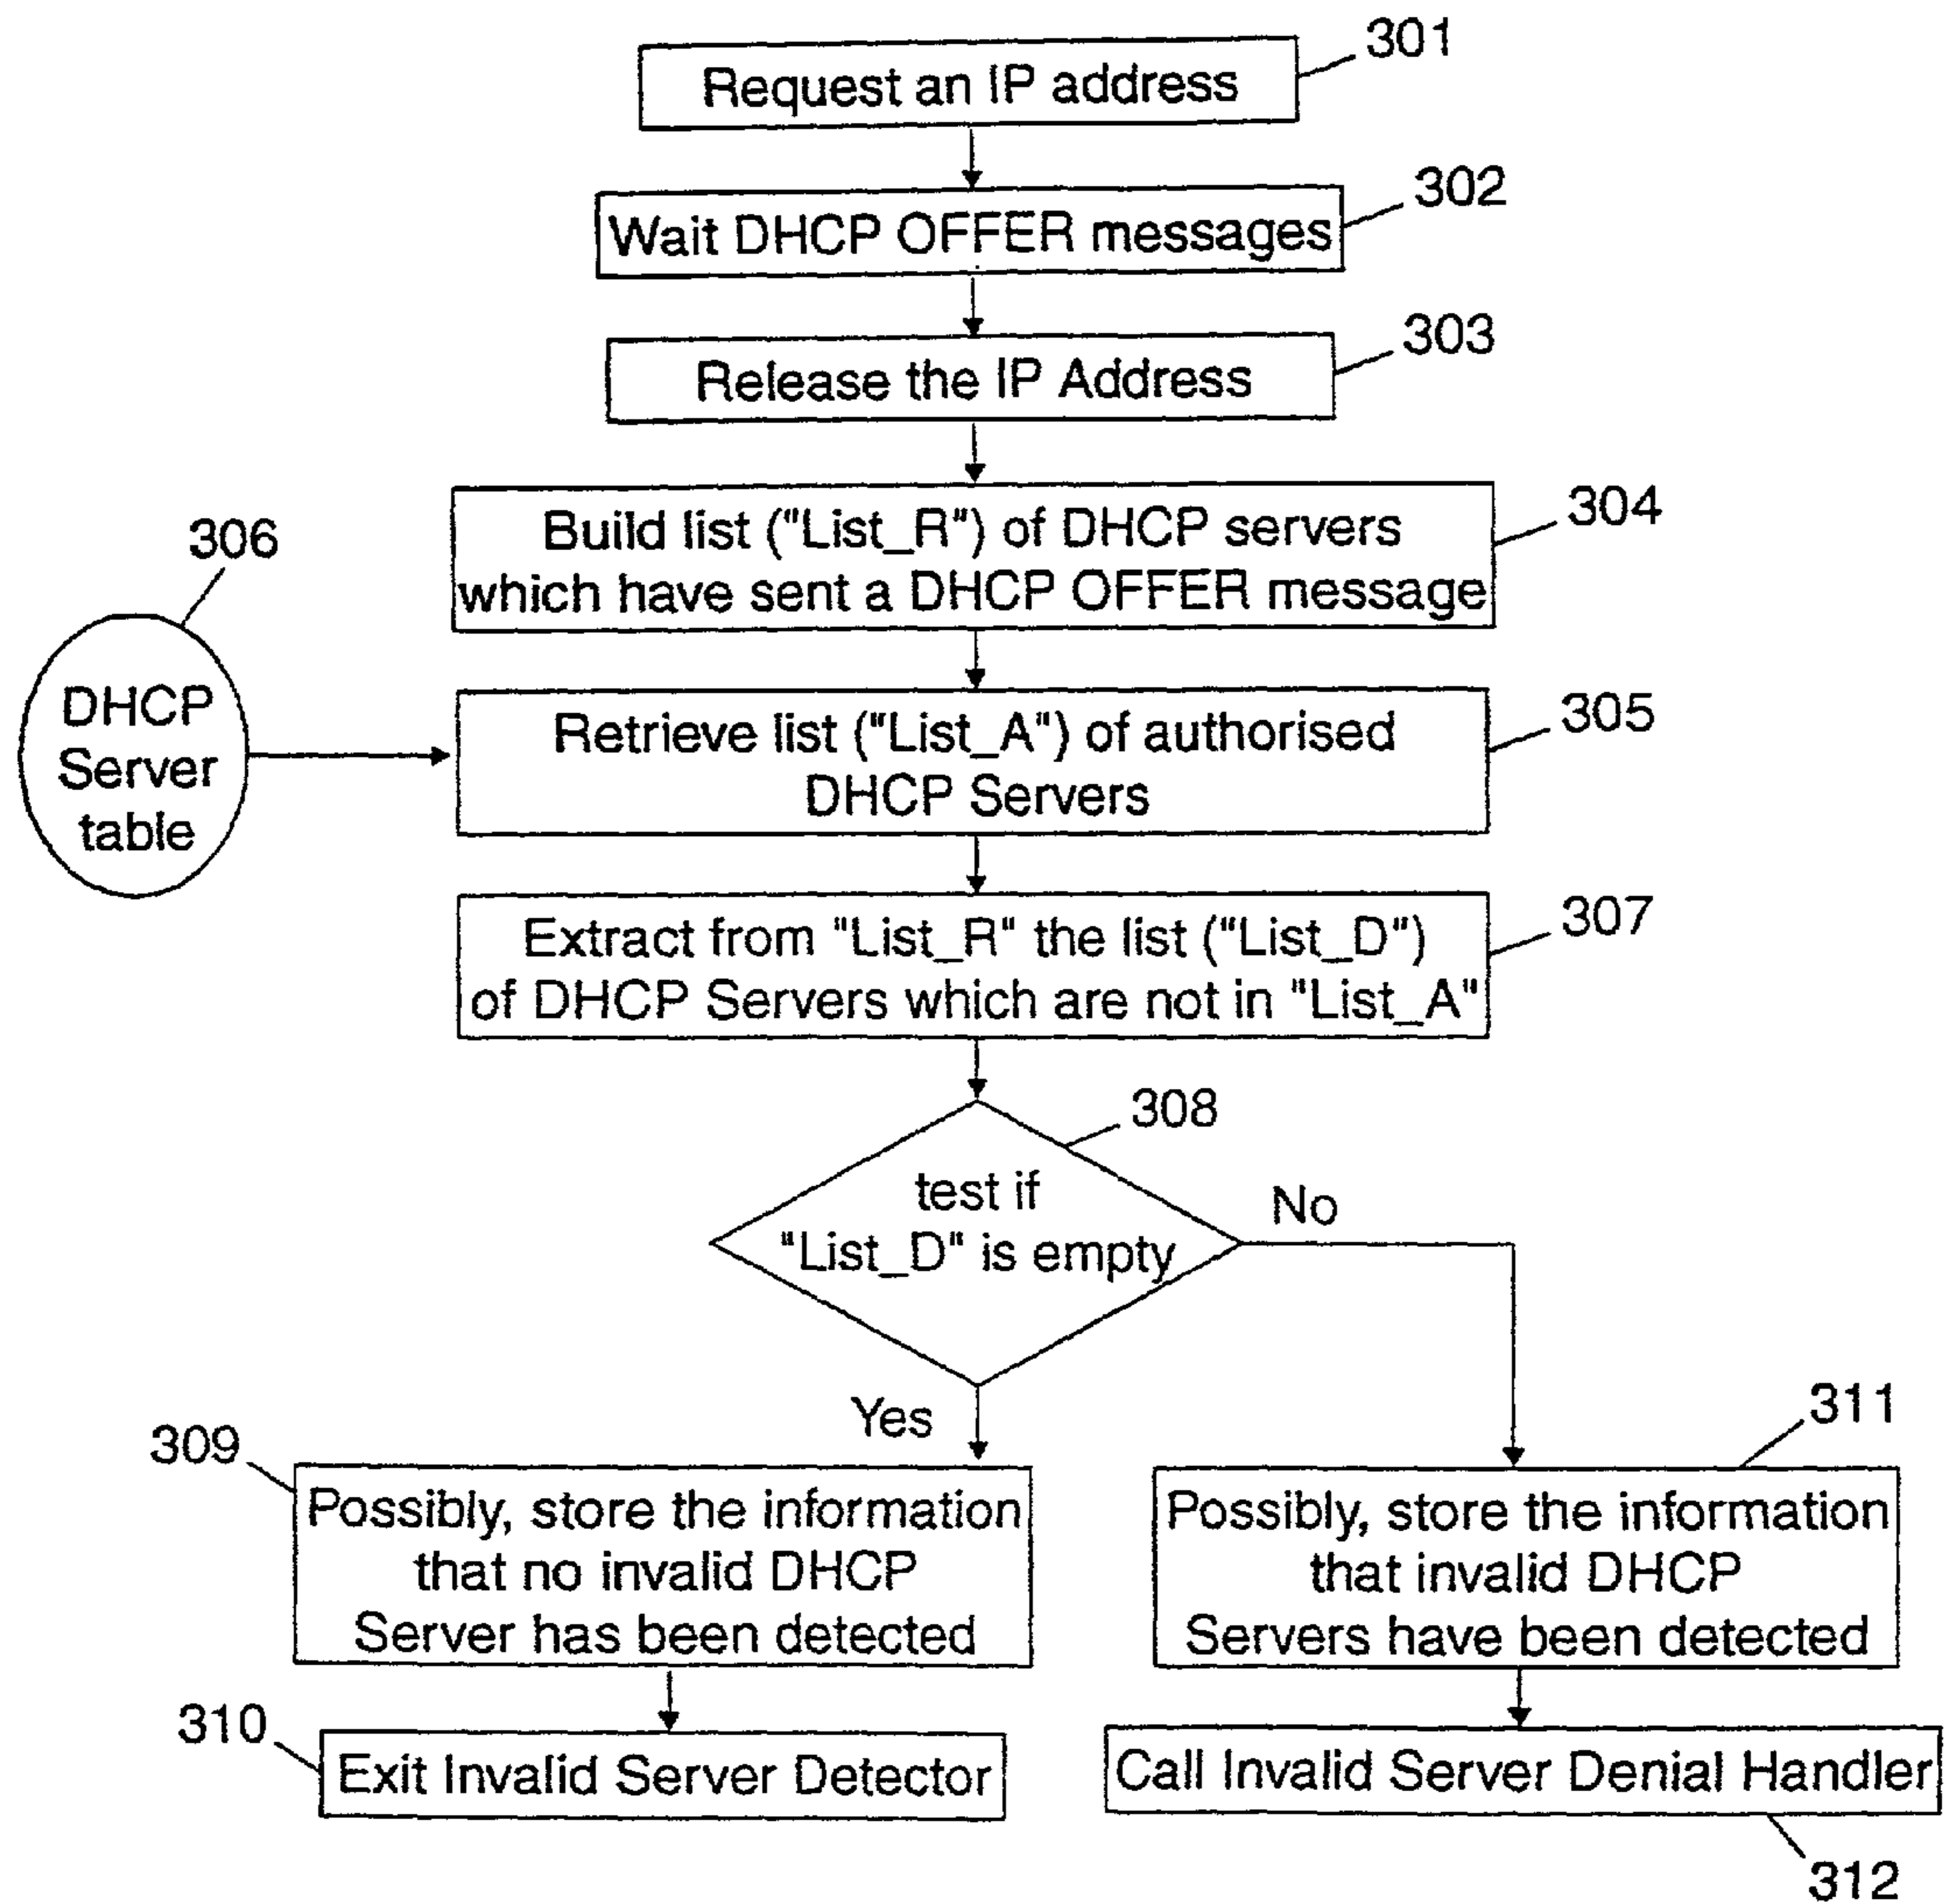 301
Request an IP address
302
Wait DHCP OFFER messages
303
Release the IP Address
304
Build list ("List_R") of DHCP servers
which have sent a DHCP OFFER message
306
DHCP
Server
table
305
Retrieve list ("List_A") of authorised
DHCP Servers
307
Extract from "List_R" the list ("List_D")
of DHCP Servers which are not in "List_A"
308
test if
"List_D" is empty
No
Yes
309
Possibly, store the information
that no invalid DHCP
Server has been detected
311
Possibly, store the information
that invalid DHCP
Servers have been detected
310
Exit Invalid Server Detector
Call Invalid Server Denial Handler
312